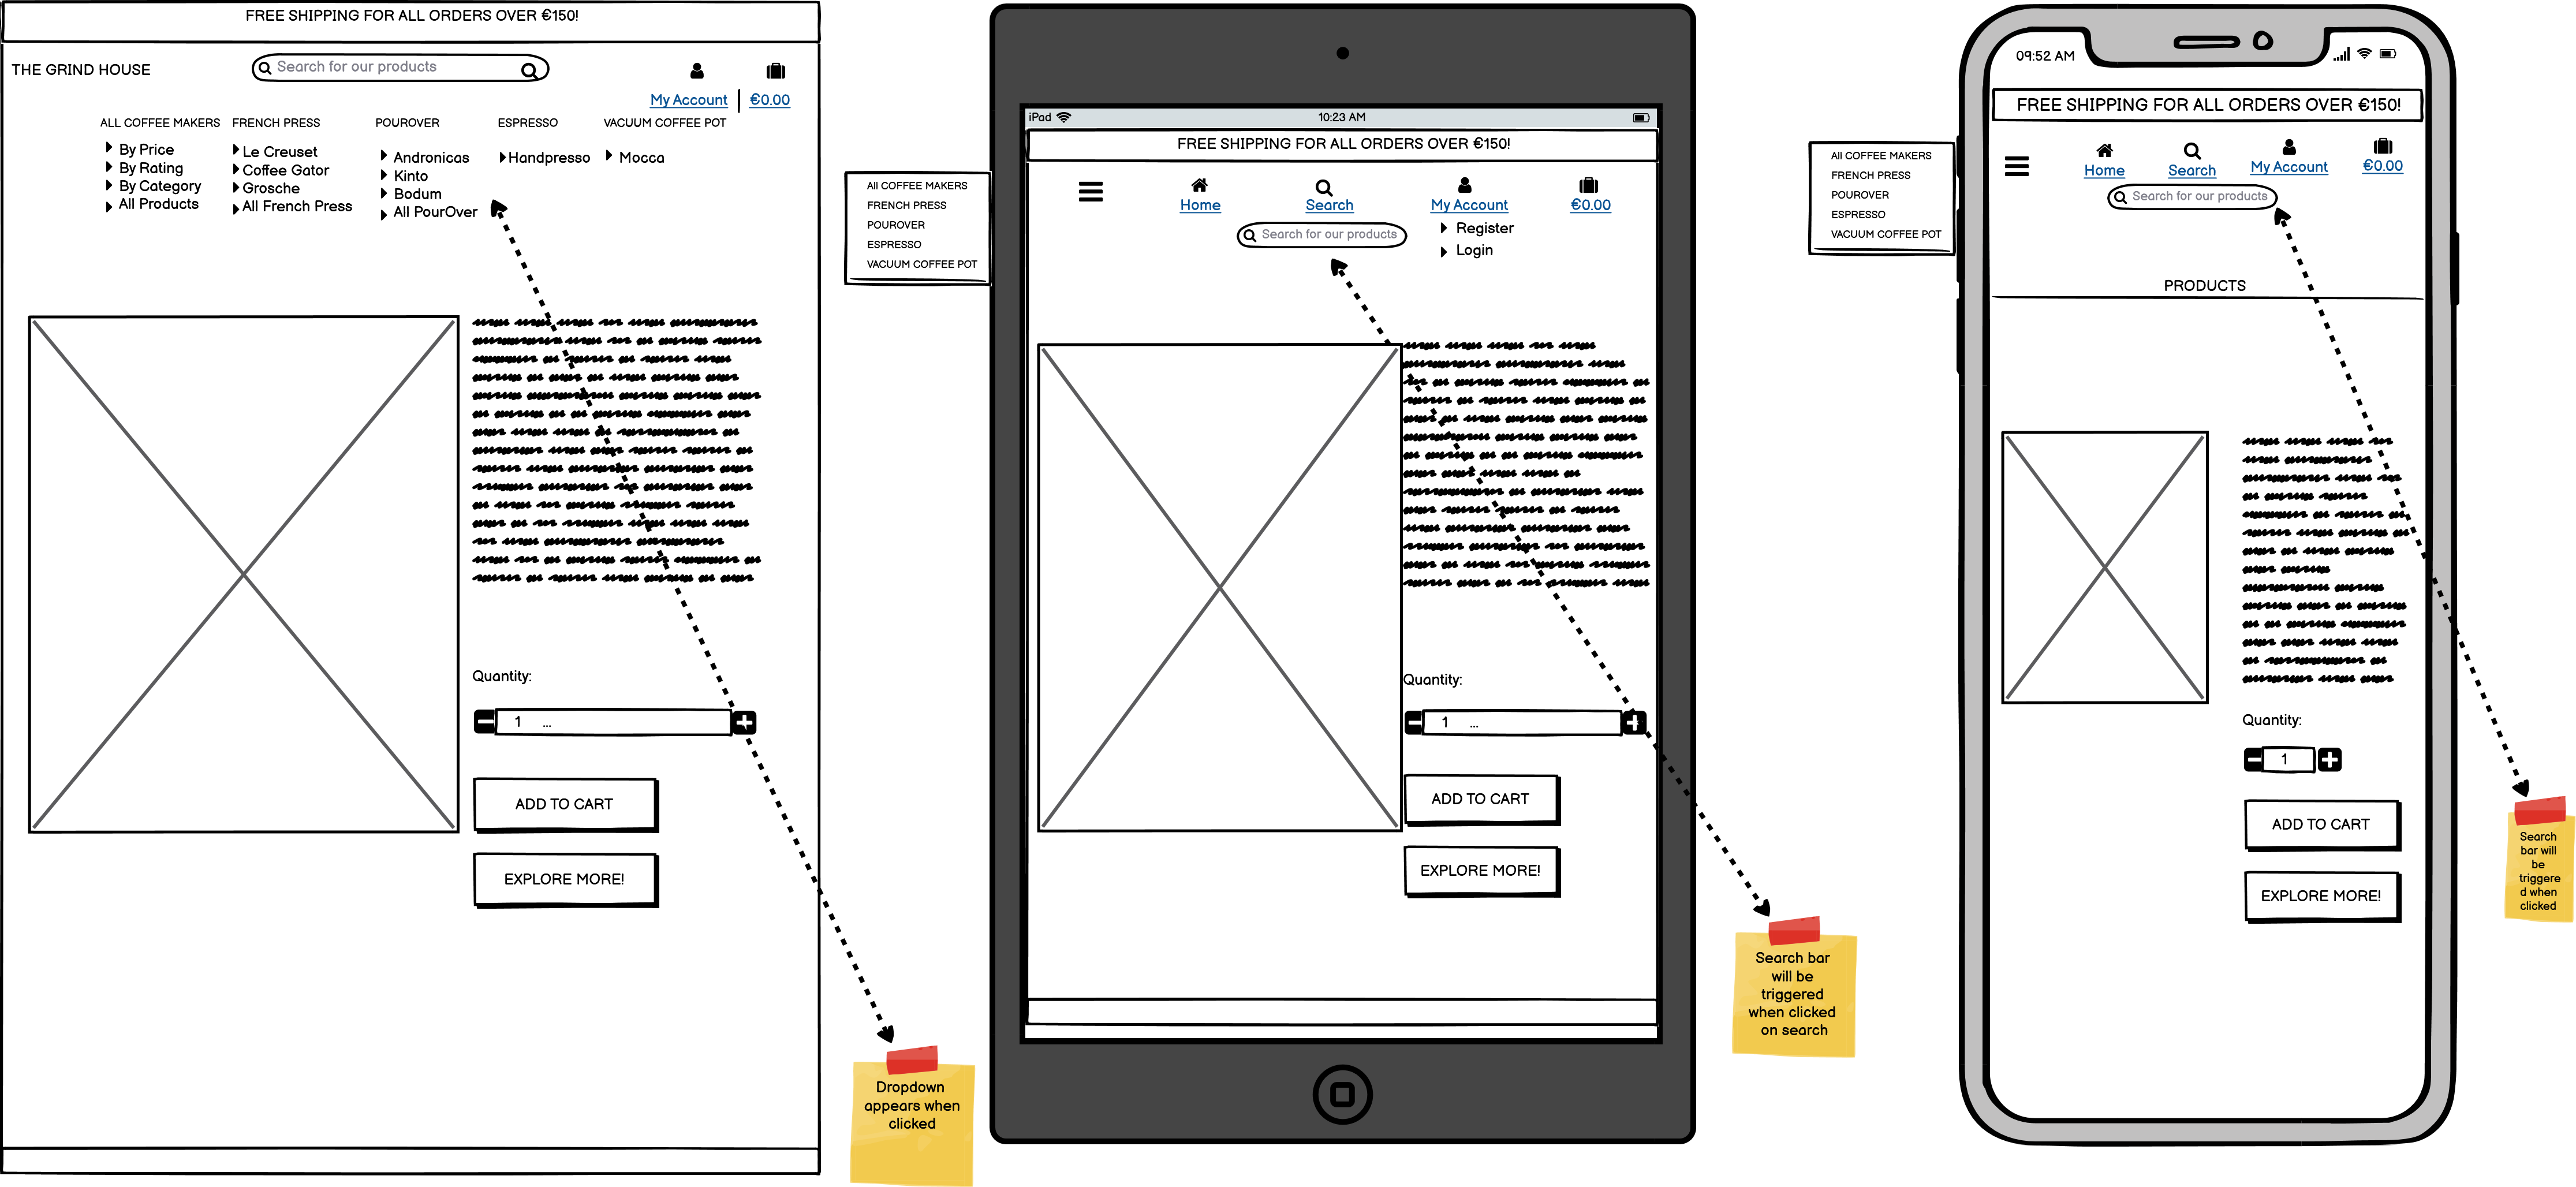 FREE SHIPPING FOR ALL ORDERS OVER €150!
THE GRIND HOUSE
Search for our products
My Account
€0.00
ALL COFFEE MAKERS
By Price
By Rating
By Category
All Products
FRENCH PRESS
Le Creuset
Coffee Gator
Grosche
All French Press
POUROVER
Andronicas
Kinto
Bodum
All PourOver
ESPRESSO
Handpresso
VACUUM COFFEE POT
Mocca
Quantity:
1 ...
ADD TO CART
EXPLORE MORE!
Dropdown
appears when
clicked
All COFFEE MAKERS
FRENCH PRESS
POUROVER
ESPRESSO
VACUUM COFFEE POT
iPad
10:23 AM
FREE SHIPPING FOR ALL ORDERS OVER €150!
Home
Search
My Account
€0.00
Search for our products
Register
Login
Quantity:
1 ...
ADD TO CART
EXPLORE MORE!
Search bar
will be
triggered
when clicked
on search
All COFFEE MAKERS
FRENCH PRESS
POUROVER
ESPRESSO
VACUUM COFFEE POT
09:52 AM
FREE SHIPPING FOR ALL ORDERS OVER €150!
Home
Search
My Account
€0.00
Search for our products
PRODUCTS
Quantity:
1
ADD TO CART
EXPLORE MORE!
Search
bar will
be
triggere
d when
clicked